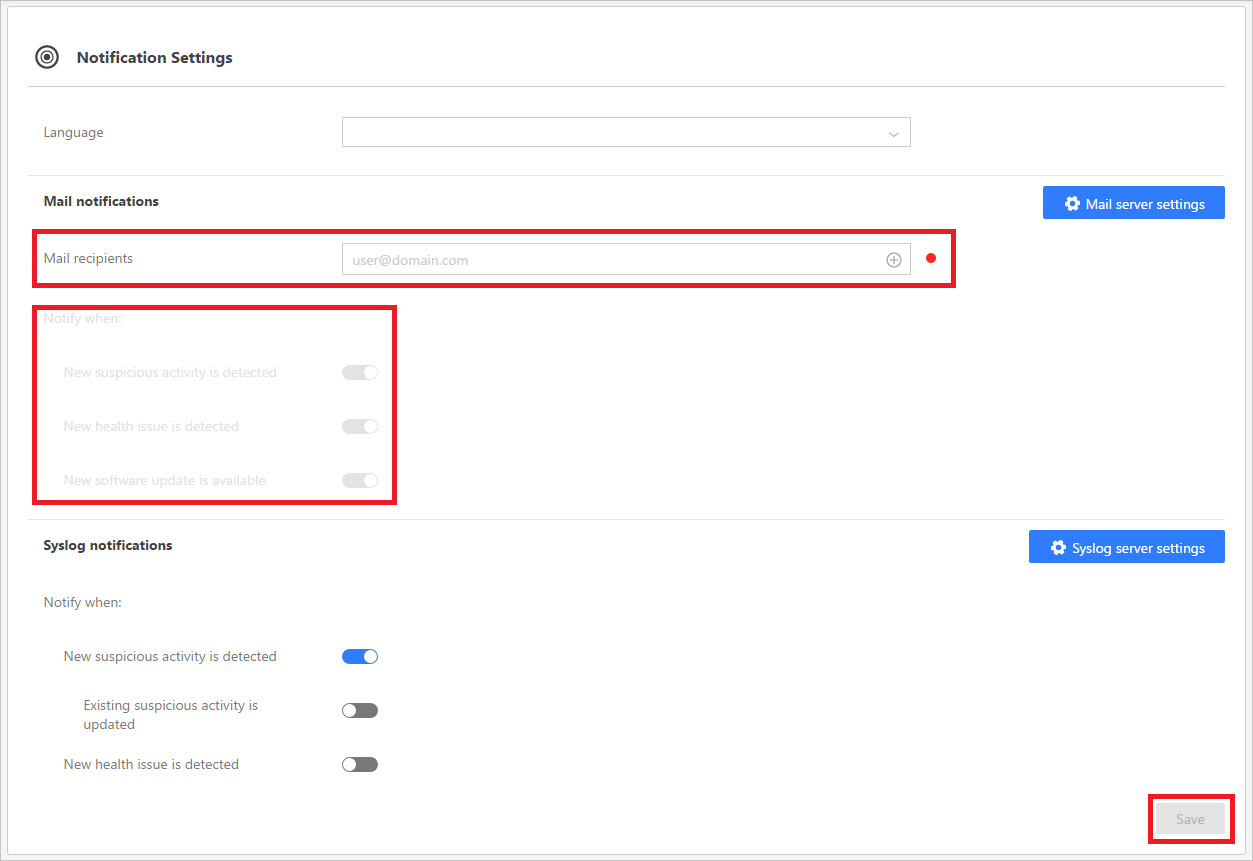 Notification Settings
Language
Mail notifications
Mail server settings
Mail recipients
user@domain.com
Notify when:
New suspicious activity is detected
New health issue is detected
New software update is available
Syslog notifications
Syslog server settings
Notify when:
New suspicious activity is detected
Existing suspicious activity is
updated
New health issue is detected
Save